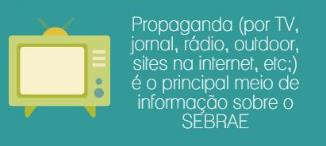 Propaganda (por TV,
jornal, rádio, outdoor,
sites na internet, etc;)
é o principal meio de
informação sobre o
SEBRAE